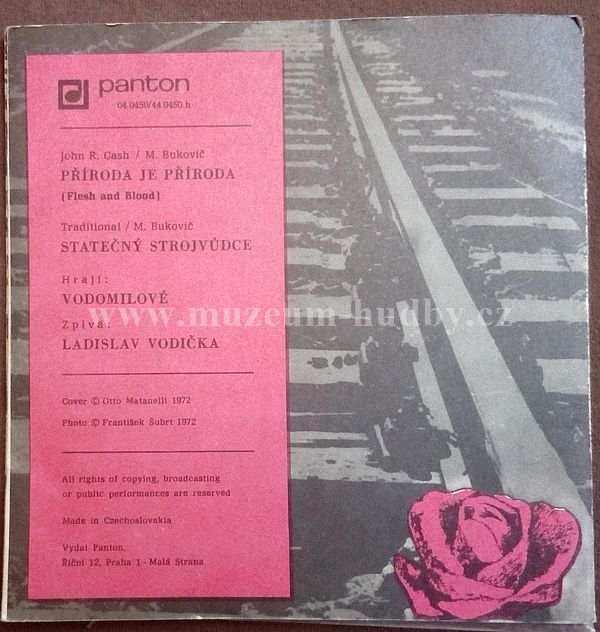 panton
04 0450/44 0450 h
John R. Cash / M. Bukovič
PŘÍRODA JE PŘÍRODA
(Flesh and Blood)
Traditional / M. Bukovič
STATEČNÝ STROJVŮDCE
Hrají:
VODOMILOVÉ
Zpívá:
LADISLAV VODIČKA
www.muzeum-hudby.cz
Cover © Otto Matanelli 1972
Photo © František Šubrt 1972
All rights of copying, broadcasting
or public performances are reserved
Made in Czechoslovakia
Vydal Panton,
Říční 12, Praha 1 - Malá Strana